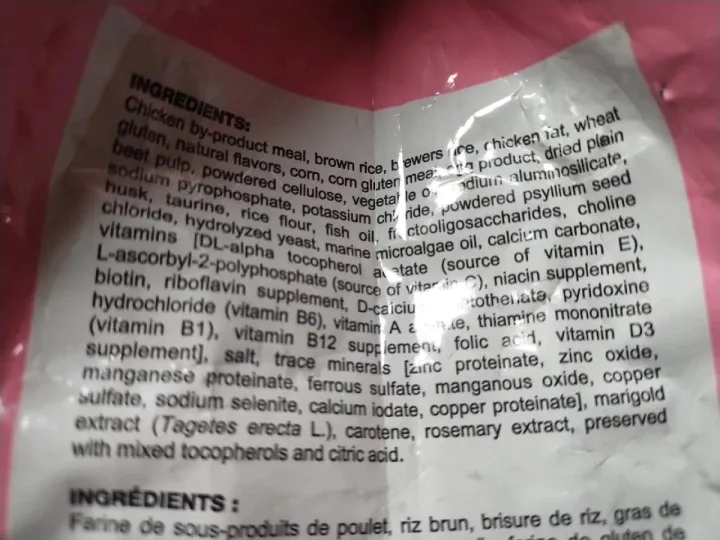 INGREDIENTS:
Chicken by-product meal, brown rice, brewers rice, chicken fat, wheat
gluten, natural flavors, corn, corn gluten meal, egg product, dried plain
beet pulp, powdered cellulose, vegetable oil, sodium aluminosilicate,
sodium pyrophosphate, potassium chloride, powdered psyllium seed
husk, taurine, rice flour, fish oil, fructooligosaccharides, choline
chloride, hydrolyzed yeast, marine microalgae oil, calcium carbonate,
vitamins [DL-alpha tocopherol acetate (source of vitamin E),
L-ascorbyl-2-polyphosphate (source of vitamin C), niacin supplement,
biotin, riboflavin supplement, D-calcium pantothenate, pyridoxine
hydrochloride (vitamin B6), vitamin A acetate, thiamine mononitrate
(vitamin B1), vitamin B12 supplement, folic acid, vitamin D3
supplement], salt, trace minerals [zinc proteinate, zinc oxide,
manganese proteinate, ferrous sulfate, manganous oxide, copper
sulfate, sodium selenite, calcium iodate, copper proteinate], marigold
extract (Tagetes erecta L.), carotene, rosemary extract, preserved
with mixed tocopherols and citric acid.
INGRÉDIENTS :
Farine de sous-produits de poulet, riz brun, brisure de riz, gras de
farine de gluten de